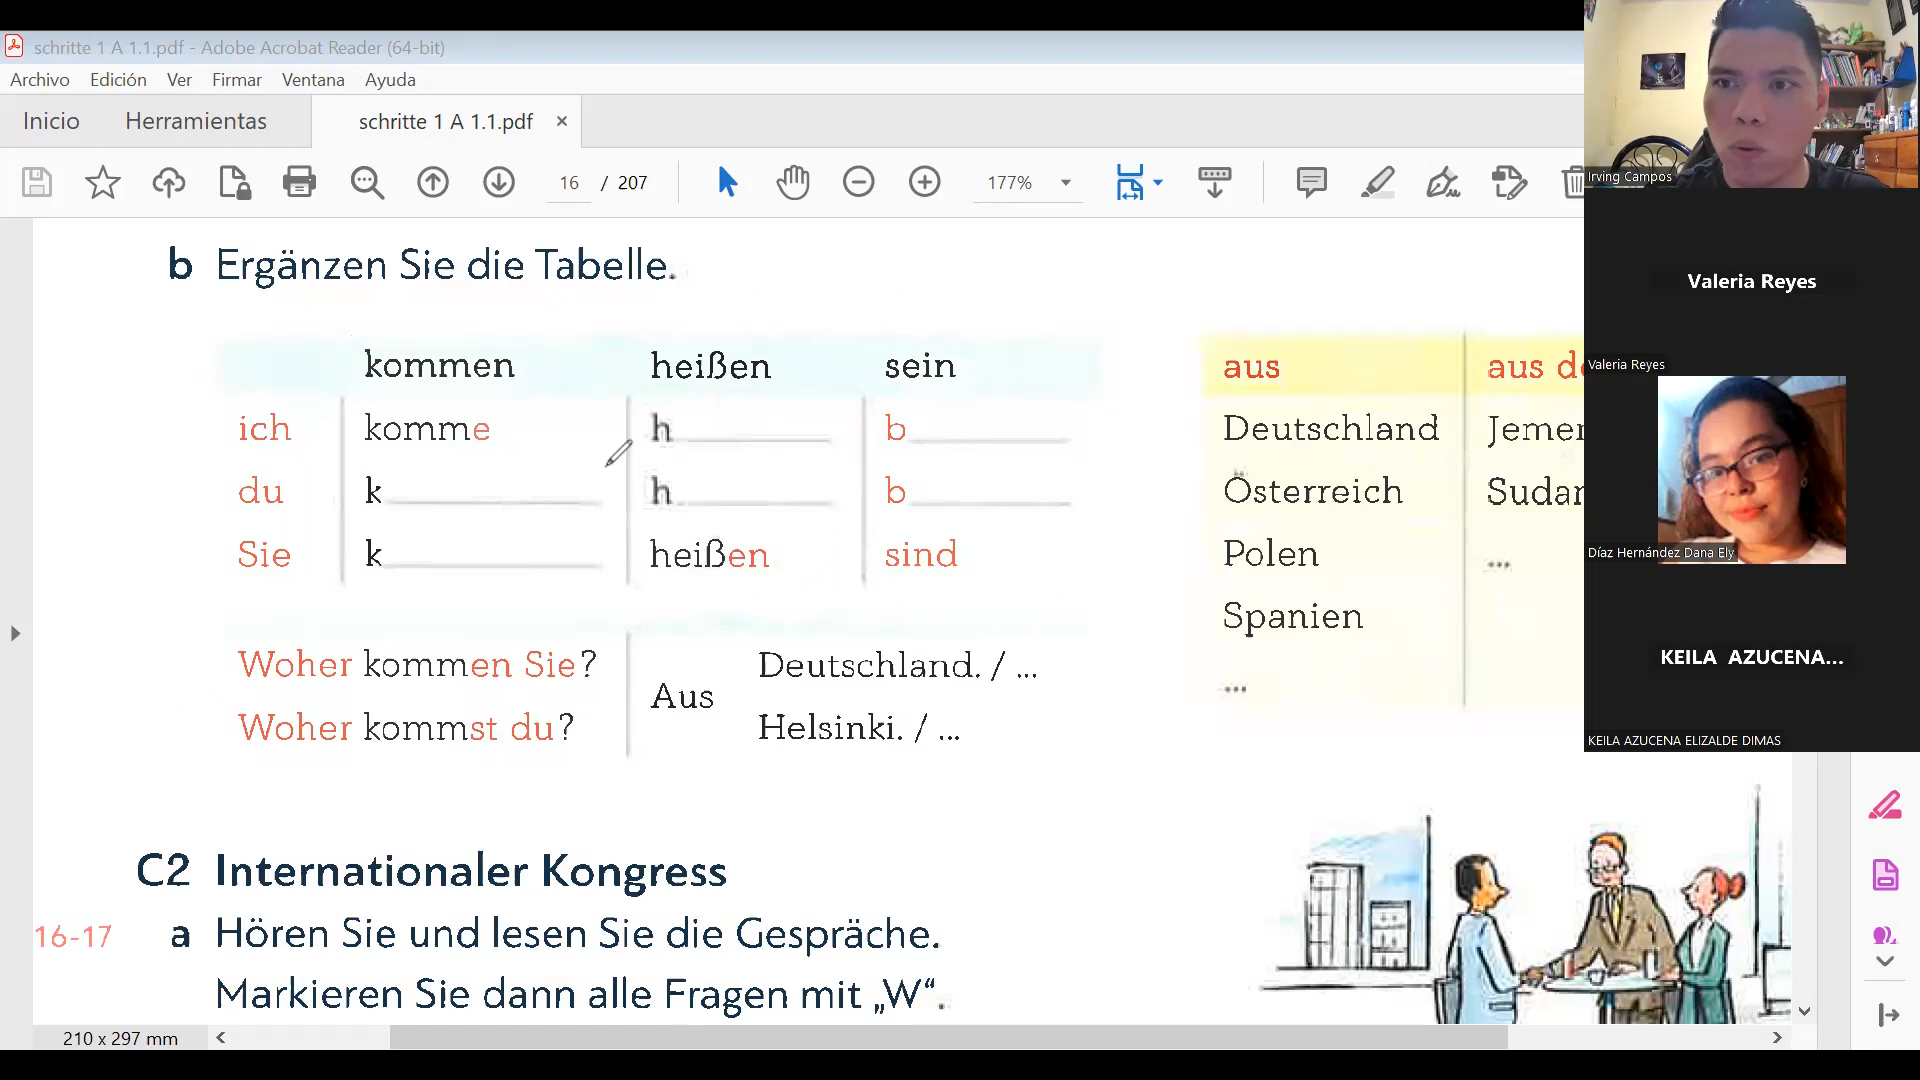 schritte 1 A 1.1.pdf - Adobe Acrobat Reader (64-bit)
Archivo Edición Ver Firmar Ventana Ayuda
Inicio Herramientas schritte 1 A 1.1.pdf ×
16 / 207 177%
b Ergänzen Sie die Tabelle.
kommen heißen sein
ich komme h b
du k h b
Sie k heißen sind
Woher kommen Sie? Deutschland. / ...
Aus
Woher kommst du? Helsinki. / ...
aus
Deutschland
Österreich
Polen
Spanien
...
aus
...
C2 Internationaler Kongress
16-17 a Hören Sie und lesen Sie die Gespräche.
Markieren Sie dann alle Fragen mit „W“.
210 x 297 mm
Irving Campos
Valeria Reyes
Valeria Reyes
Díaz Hernández Dana Ely
KEILA AZUCENA...
KEILA AZUCENA ELIZALDE DIMAS